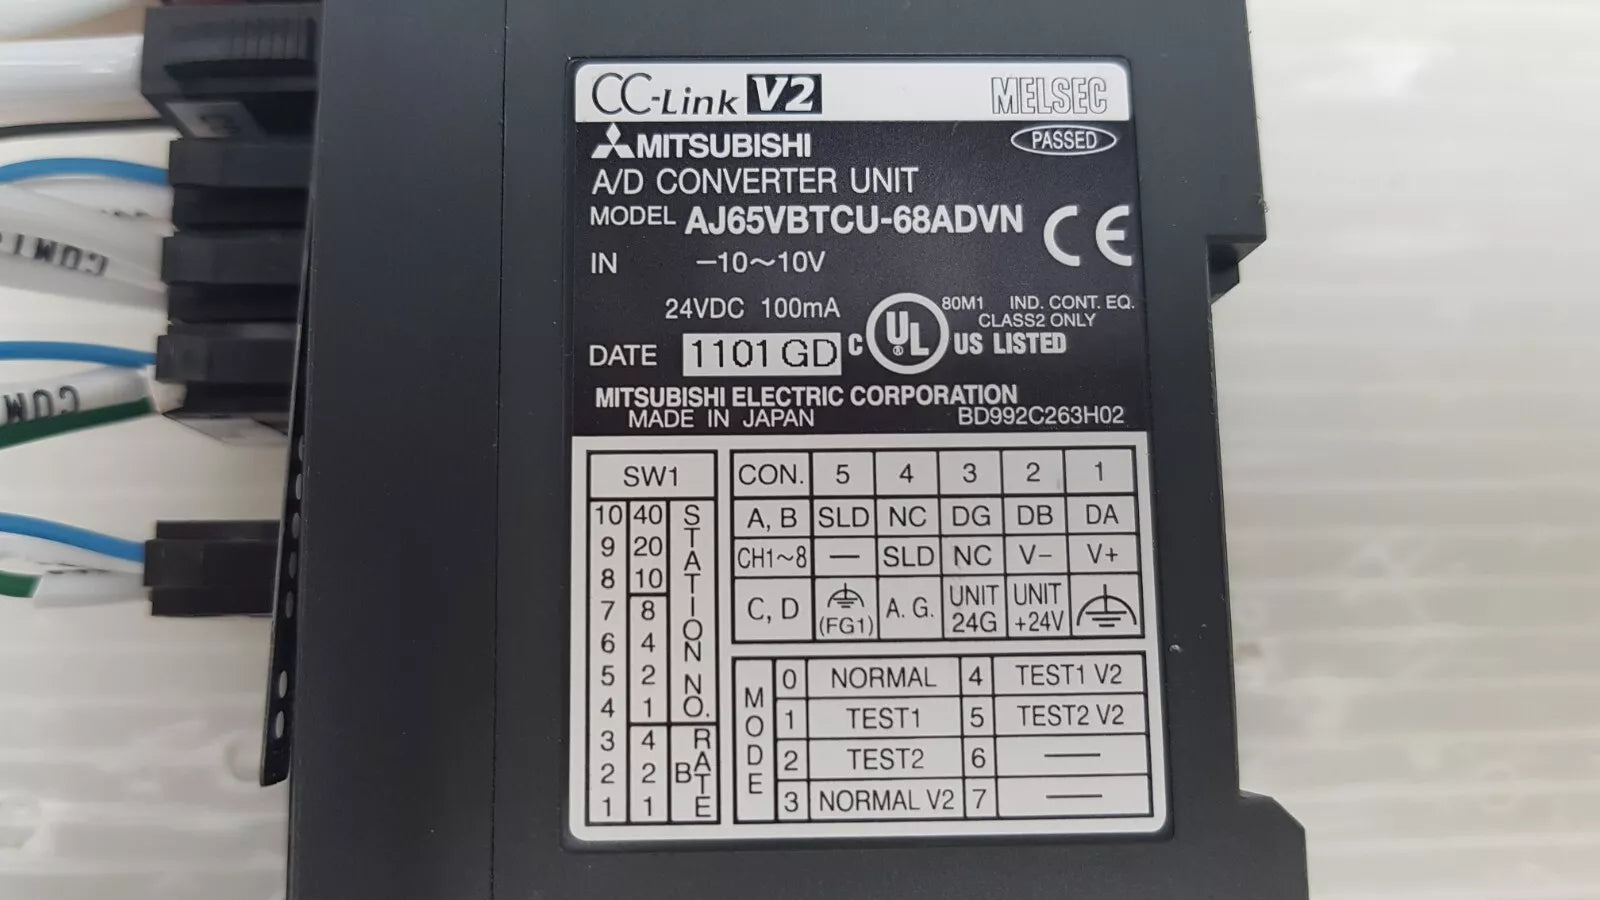 CC-Link V2 MELSEC
MITSUBISHI PASSED
A/D CONVERTER UNIT
MODEL AJ65VBTCU-68ADVN CE
IN −10~10V
24VDC 100mA
80M1 IND. CONT. EQ.
CLASS2 ONLY
C UL ® US LISTED
DATE 1101 GD
MITSUBISHI ELECTRIC CORPORATION
MADE IN JAPAN BD992C263H02
SW1
10 40
9 20
8 10
7 8
6 4
5 2
4 1
STATION NO.
3 4
2 2
1 1
B RATE
CON. 5 4 3 2 1
A, B SLD NC DG DB DA
CH1~8 — SLD NC V− V+
C, D (FG1) A. G. UNIT 24G UNIT +24V
MODE
0 NORMAL 4 TEST1 V2
1 TEST1 5 TEST2 V2
2 TEST2 6 —
3 NORMAL V2 7 —
COM
COM